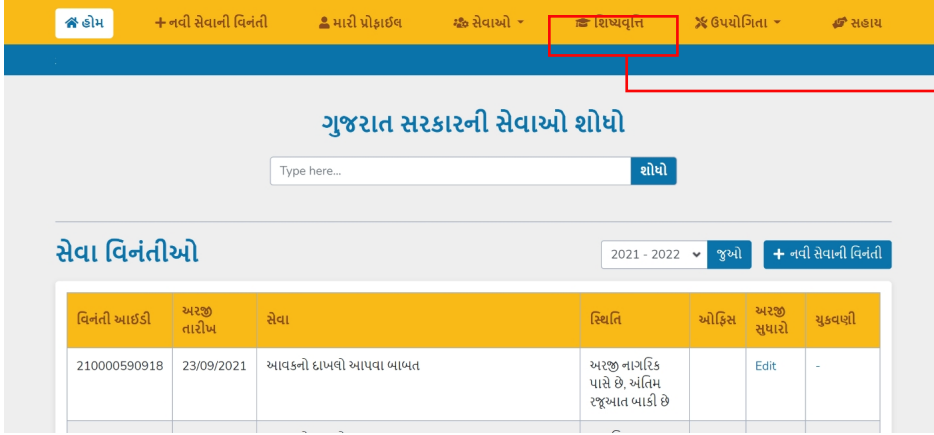 હોમ + નવી સેવાની વિનંતી મારી પ્રોફાઈલ સેવાઓ શિષ્યવૃત્તિ ઉપયોગિતા સહાય
ગુજરાત સરકારની સેવાઓ શોધો
Type here... શોધો
સેવા વિનંતીઓ 2021 - 2022 જુઓ + નવી સેવાની વિનંતી
વિનંતી આઈડી અરજી તારીખ સેવા સ્થિતિ ઓફિસ અરજી સુધારો ચુકવણી
210000590918 23/09/2021 આવકનો દાખલો આપવા બાબત અરજી નાગરિક Edit -
પાસે છે, અંતિમ
રજૂઆત બાકી છે